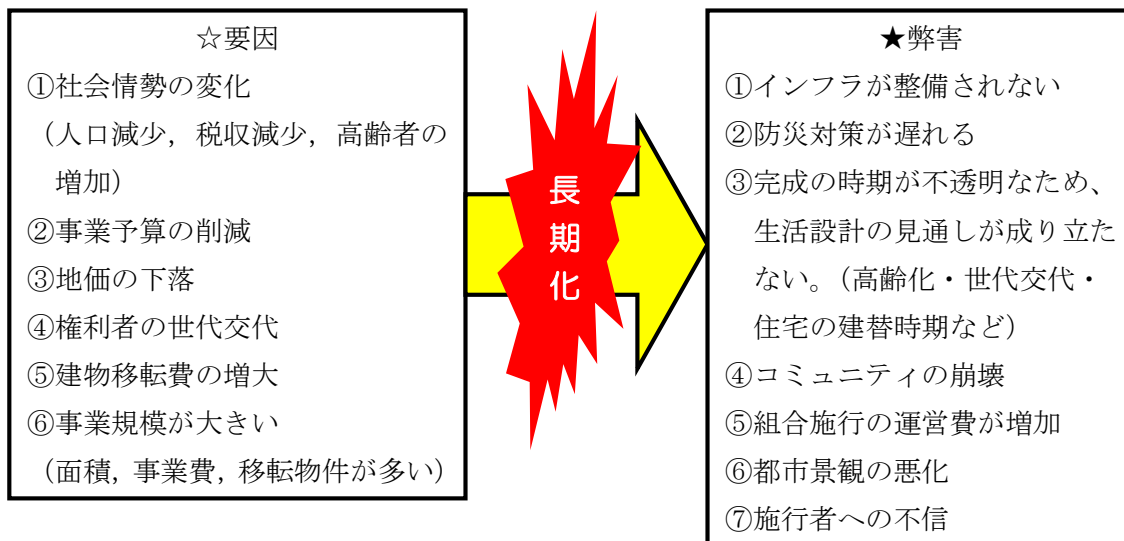 ☆要因
①社会情勢の変化
（人口減少，税収減少，高齢者の
増加）
②事業予算の削減
③地価の下落
④権利者の世代交代
⑤建物移転費の増大
⑥事業規模が大きい
（面積，事業費，移転物件が多い）
長期化
★弊害
①インフラが整備されない
②防災対策が遅れる
③完成の時期が不透明なため、
生活設計の見通しが成り立た
ない。（高齢化・世代交代・
住宅の建替時期など）
④コミュニティの崩壊
⑤組合施行の運営費が増加
⑥都市景観の悪化
⑦施行者への不信